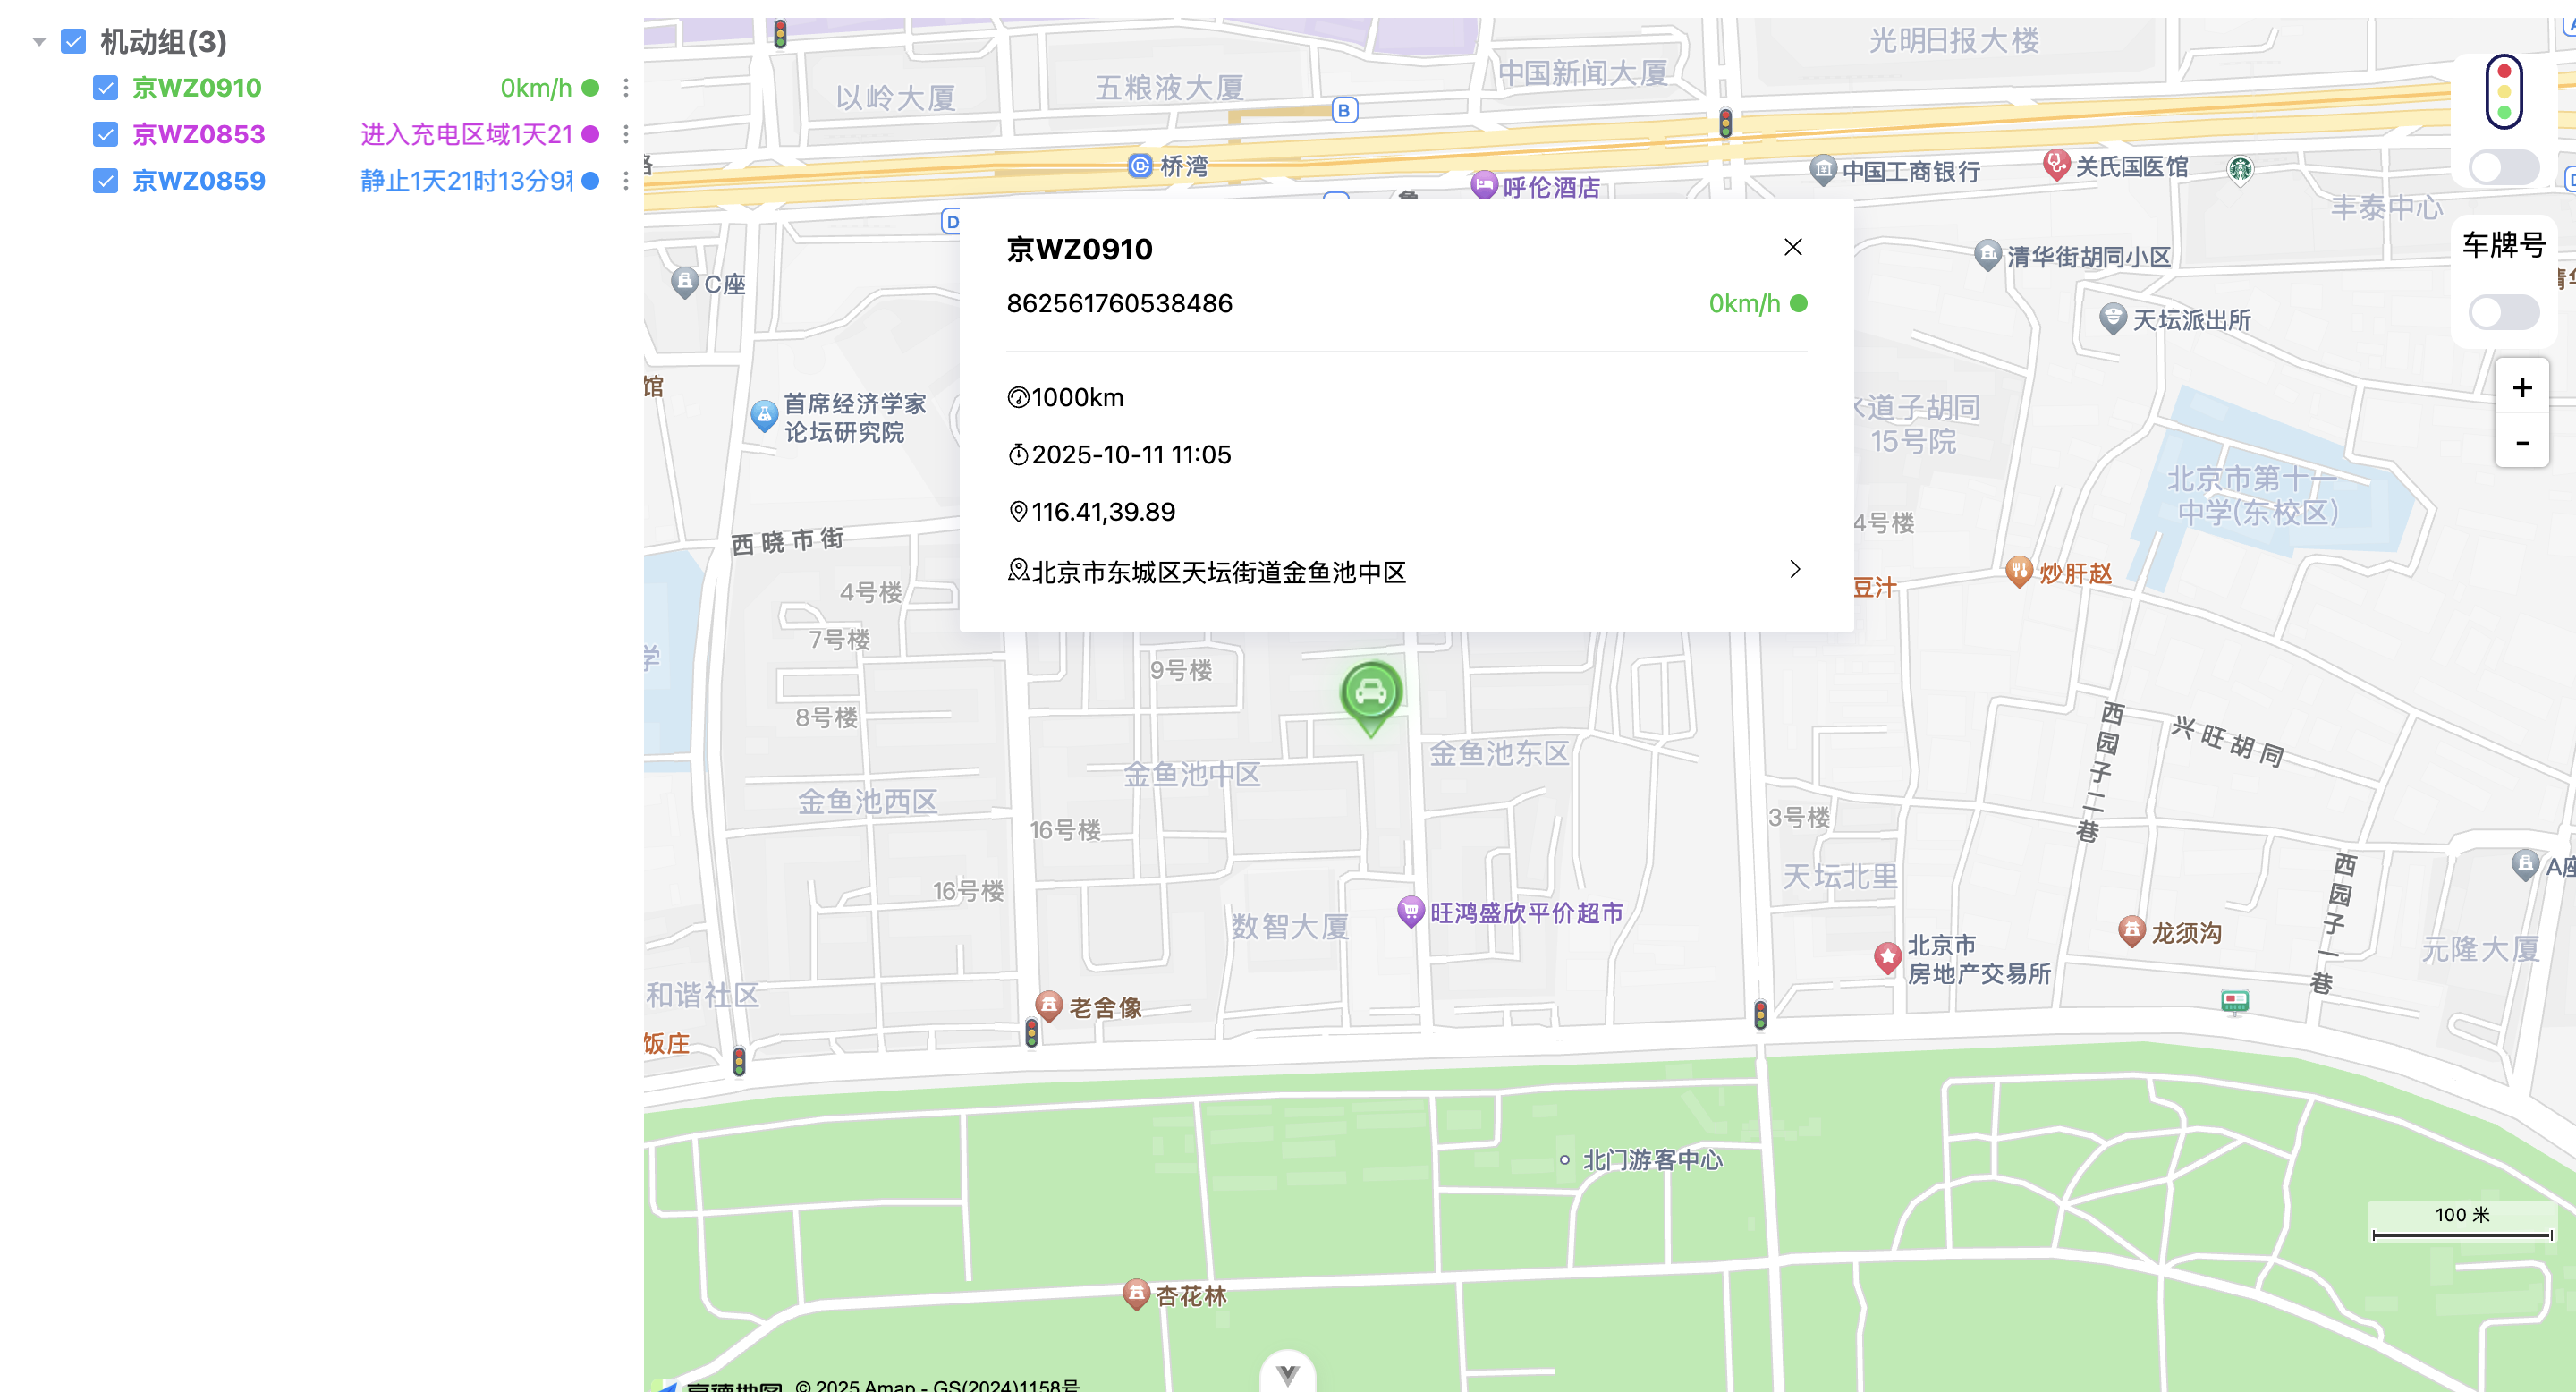 机动组(3)
京WZ0910 0km/h
京WZ0853 进入充电区域1天21
京WZ0859 静止1天21时13分9
光明日报大楼
中国新闻大厦
五粮液大厦
以岭大厦
B
桥湾
呼伦酒店
中国工商银行
关氏国医馆
丰泰中心
D
车牌号
清华街胡同小区
天坛派出所
C座
馆
首席经济学家
论坛研究院
京WZ0910
862561760538486 0km/h
1000km
2025-10-11 11:05
116.41,39.89
北京市东城区天坛街道金鱼池中区
+
-
水道子胡同
15号院
北京市第十一
中学(东校区)
4号楼
炒肝赵
豆汁
西晓市街
4号楼
7号楼
学
9号楼
8号楼
金鱼池东区
金鱼池中区
金鱼池西区
西园子二巷
兴旺胡同
16号楼
3号楼
天坛北里
16号楼
数智大厦
旺鸿盛欣平价超市
西园子一巷
A座
龙须沟
元隆大厦
北京市
房地产交易所
和谐社区
老舍像
饭庄
北门游客中心
100 米
杏花林
高德地图 © 2025 Amap - GS(2024)1158号